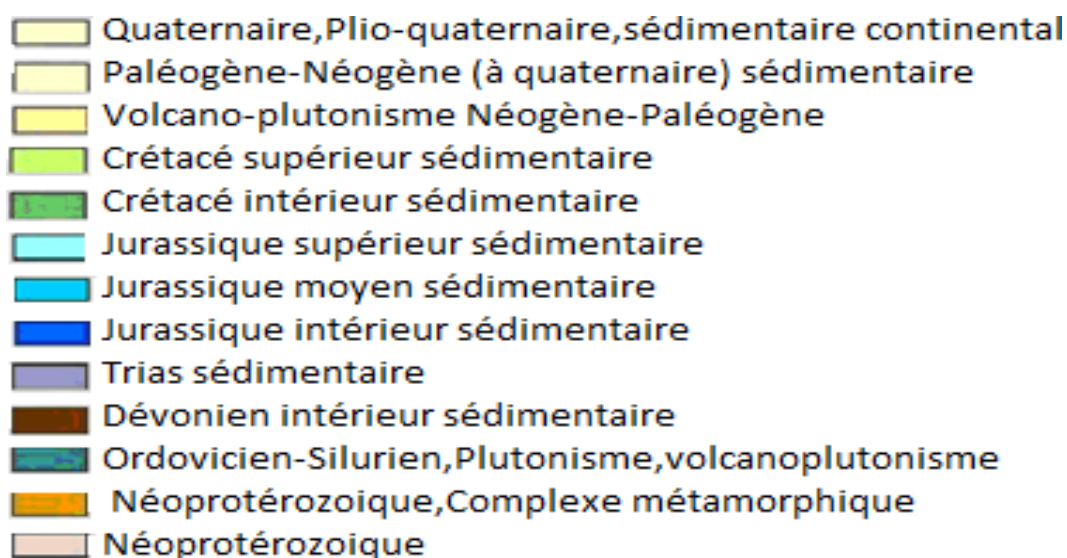 Quaternaire,Plio-quaternaire,sédimentaire continental
Paléogène-Néogène (à quaternaire) sédimentaire
Volcano-plutonisme Néogène-Paléogène
Crétacé supérieur sédimentaire
Crétacé intérieur sédimentaire
Jurassique supérieur sédimentaire
Jurassique moyen sédimentaire
Jurassique intérieur sédimentaire
Trias sédimentaire
Dévonien intérieur sédimentaire
Ordovicien-Silurien,Plutonisme,volcanoplutonisme
Néoprotérozoique,Complexe métamorphique
Néoprotérozoique